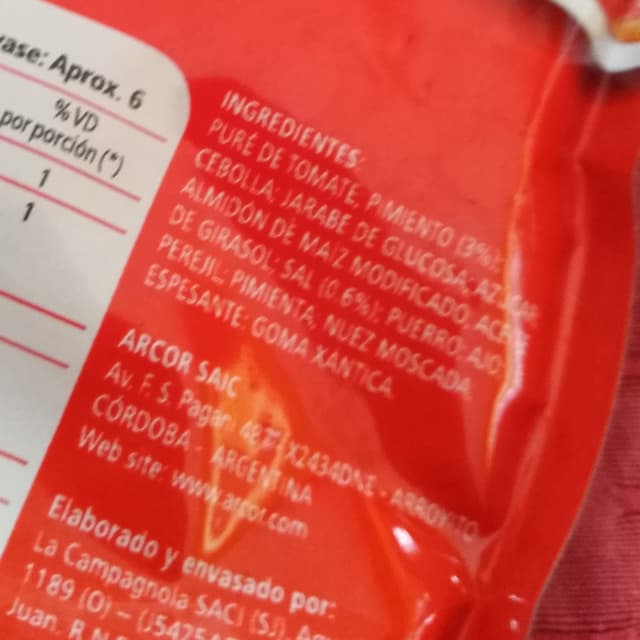 ase: Aprox. 6
%VD
por porción (*)
1
1
INGREDIENTES:
PURÉ DE TOMATE, PIMIENTO (3%),
CEBOLLA, JARABE DE GLUCOSA, AZÚCAR,
ALMIDÓN DE MAÍZ MODIFICADO, ACEITE
DE GIRASOL, SAL (0,6%), PUERRO, AJO
PEREJIL, PIMIENTA, NUEZ MOSCADA,
ESPESANTE: GOMA XANTICA
ARCOR SAIC
Av. F. S. Pagani 487, X2434DNE - ARROYITO
CÓRDOBA - ARGENTINA
Web site: www.arcor.com
Elaborado y envasado por:
La Campagnola SACI (SJ),
1189 (O) –
Juan.